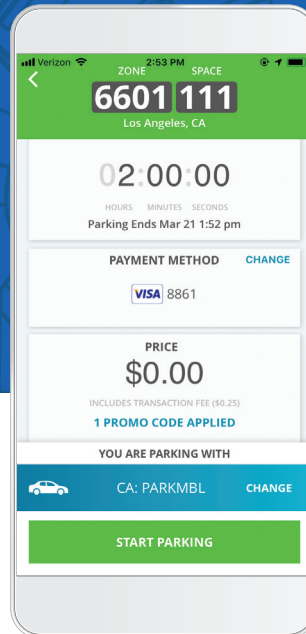 Verizon 2:53 PM
ZONE SPACE
6601 111
Los Angeles, CA
02:00:00
HOURS MINUTES SECONDS
Parking Ends Mar 21 1:52 pm
PAYMENT METHOD CHANGE
VISA 8861
PRICE
$0.00
INCLUDES TRANSACTION FEE ($0.25)
1 PROMO CODE APPLIED
YOU ARE PARKING WITH
CA: PARKMBL CHANGE
START PARKING